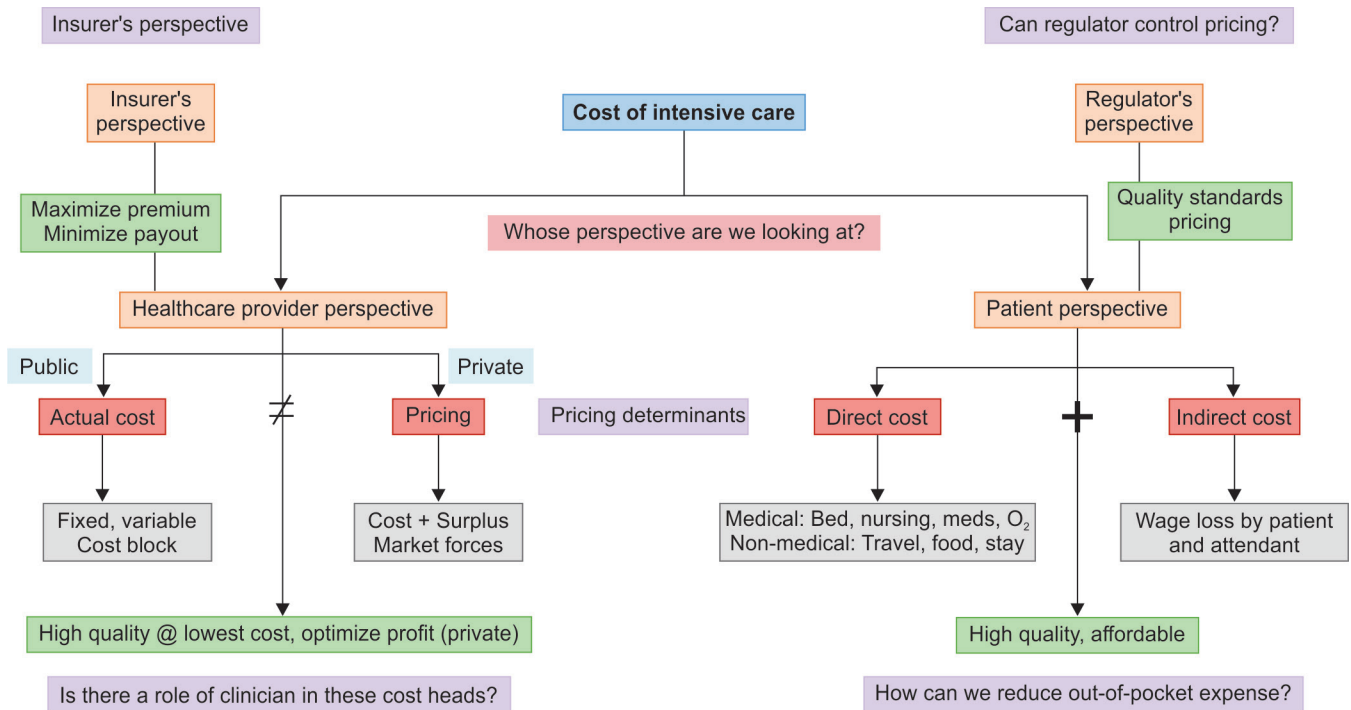 Insurer's perspective
Can regulator control pricing?
Insurer's
perspective
Cost of intensive care
Regulator's
perspective
Maximize premium
Minimize payout
Quality standards
pricing
Whose perspective are we looking at?
Healthcare provider perspective
Patient perspective
Public
Private
Actual cost
≠
Pricing
Pricing determinants
Direct cost
+
Indirect cost
Fixed, variable
Cost block
Cost + Surplus
Market forces
Medical: Bed, nursing, meds, O₂
Non-medical: Travel, food, stay
Wage loss by patient
and attendant
High quality @ lowest cost, optimize profit (private)
High quality, affordable
Is there a role of clinician in these cost heads?
How can we reduce out-of-pocket expense?